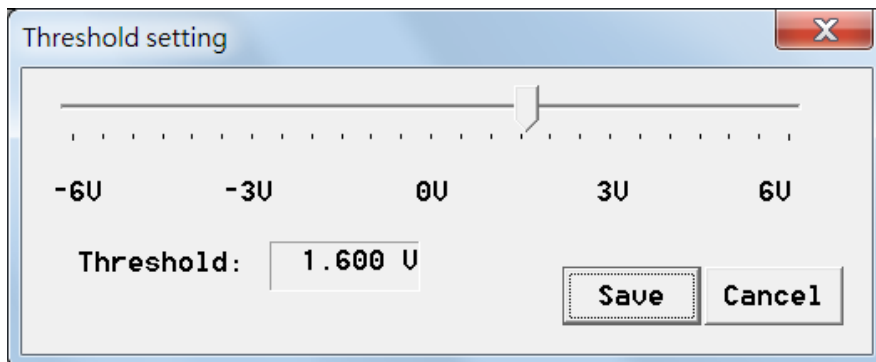 Threshold setting
-6V -3V 0V 3V 6V
Threshold: 1.600 V
Save Cancel